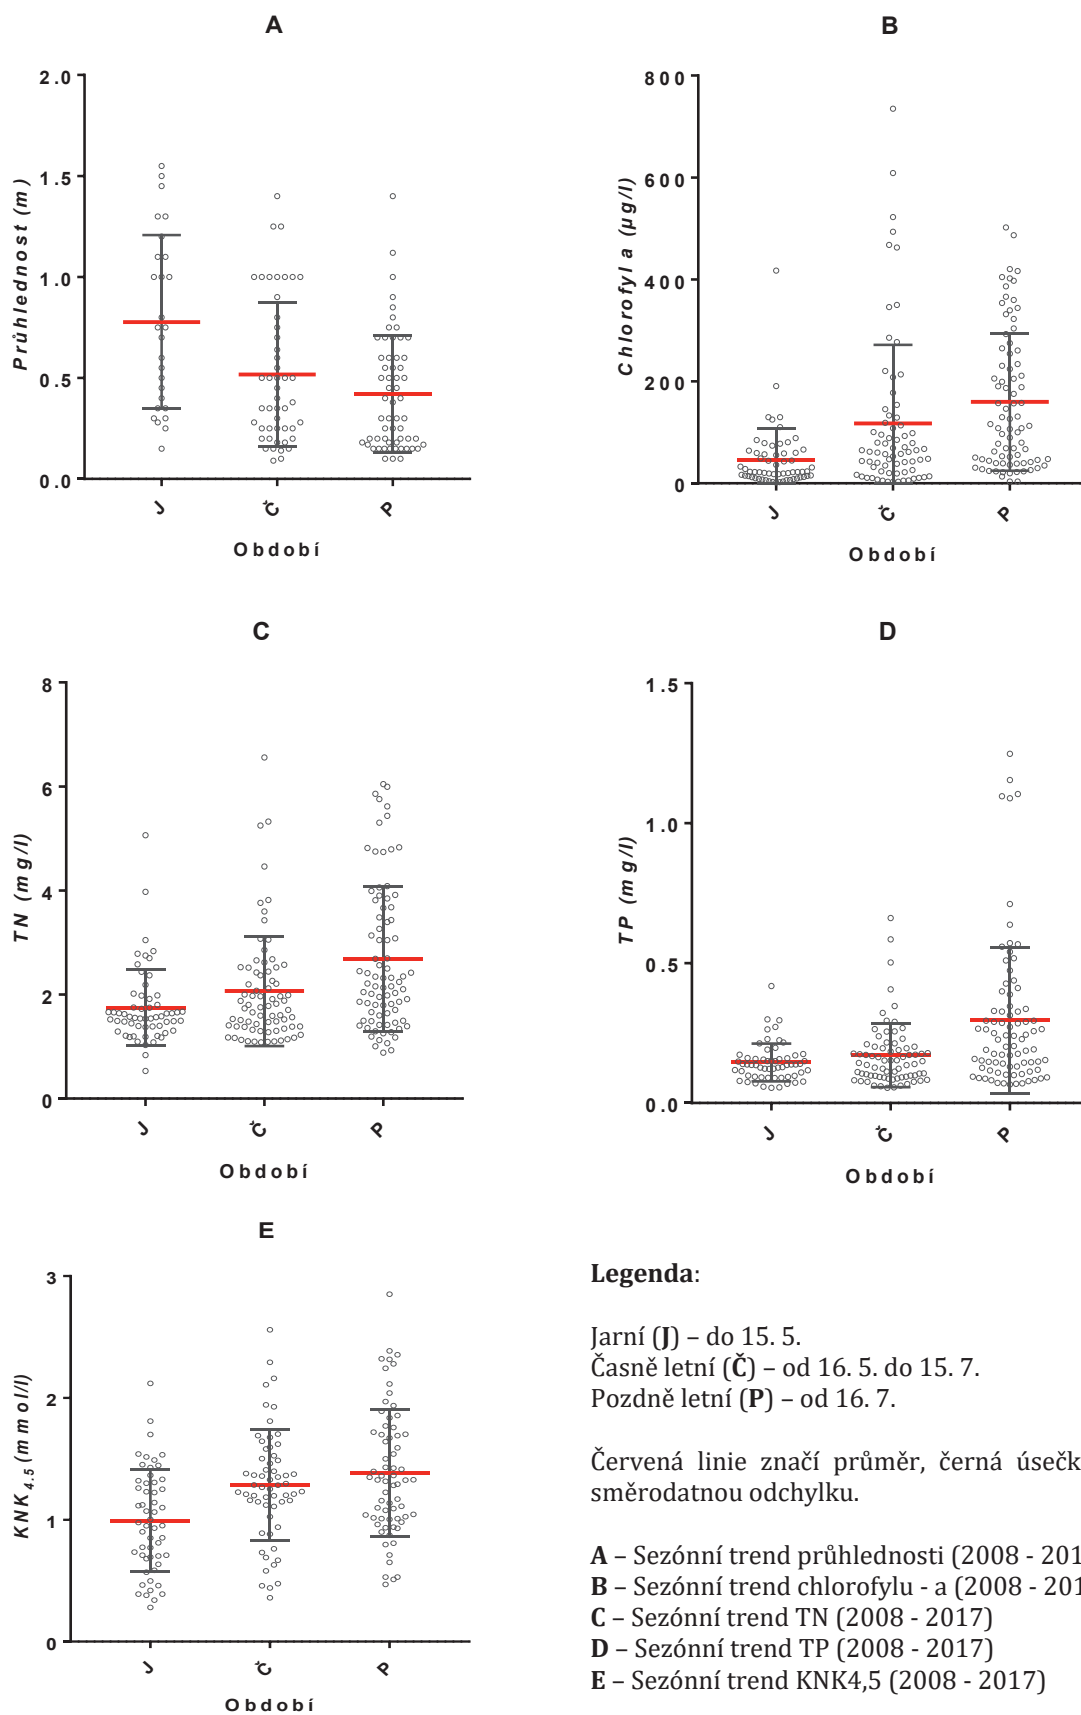 A
2.0
1.5
1.0
0.5
0.0
Průhlednost (m)
J
Č
P
Období
B
800
600
400
200
0
Chlorofyl a (µg/l)
J
Č
P
Období
C
8
6
4
2
0
TN (mg/l)
J
Č
P
Období
D
1.5
1.0
0.5
0.0
TP (mg/l)
J
Č
P
Období
E
3
2
1
0
KNK4.5 (mmol/l)
J
Č
P
Období
Legenda:
Jarní (J) – do 15. 5.
Časně letní (Č) – od 16. 5. do 15. 7.
Pozdně letní (P) – od 16. 7.
Červená linie značí průměr, černá úsečk
směrodatnou odchylku.
A – Sezónní trend průhlednosti (2008 - 201
B – Sezónní trend chlorofylu - a (2008 - 201
C – Sezónní trend TN (2008 - 2017)
D – Sezónní trend TP (2008 - 2017)
E – Sezónní trend KNK4,5 (2008 - 2017)